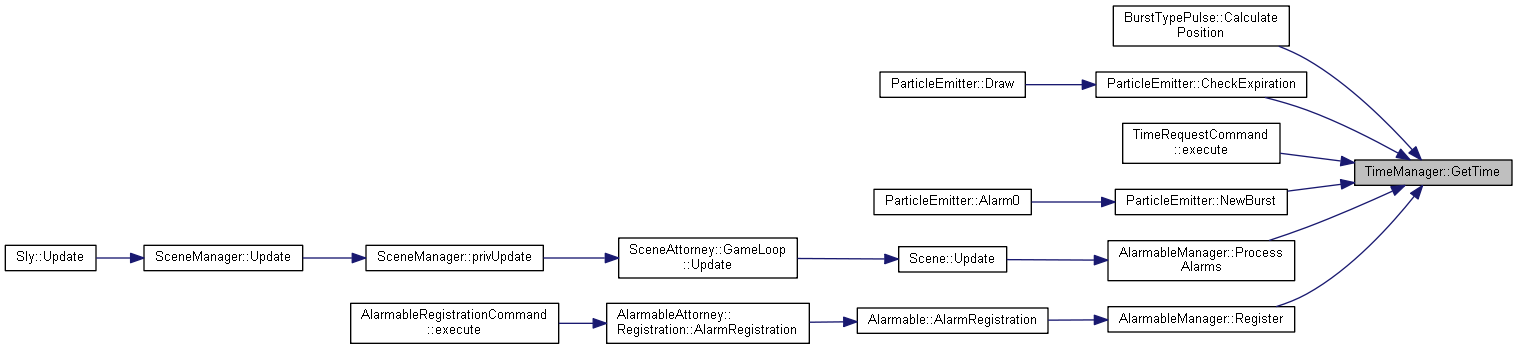 BurstTypePulse::Calculate
Position
ParticleEmitter::Draw
ParticleEmitter::CheckExpiration
TimeRequestCommand
::execute
TimeManager::GetTime
ParticleEmitter::Alarm0
ParticleEmitter::NewBurst
Sly::Update
SceneManager::Update
SceneManager::privUpdate
SceneAttorney::GameLoop
::Update
Scene::Update
AlarmableManager::Process
Alarms
AlarmableRegistrationCommand
::execute
AlarmableAttorney::
Registration::AlarmRegistration
Alarmable::AlarmRegistration
AlarmableManager::Register